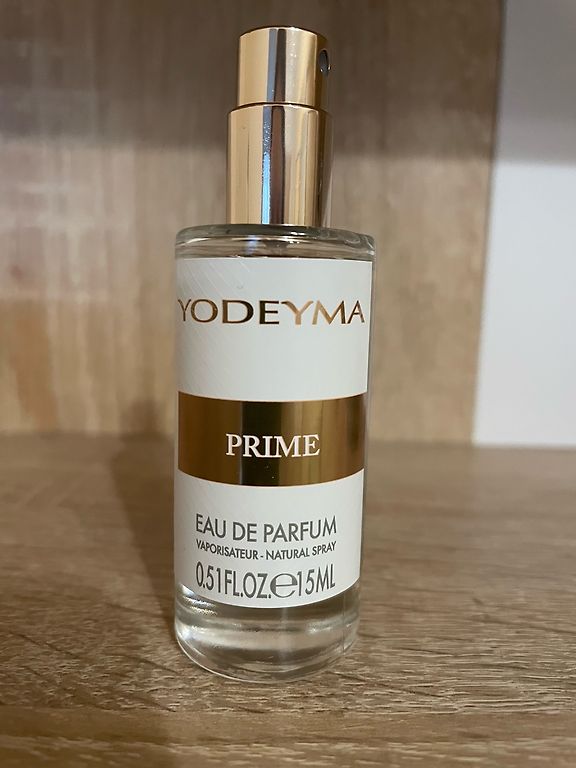 YODEYMA
PRIME
EAU DE PARFUM
VAPORISATEUR - NATURAL SPRAY
0.51FL.OZ.℮15ML